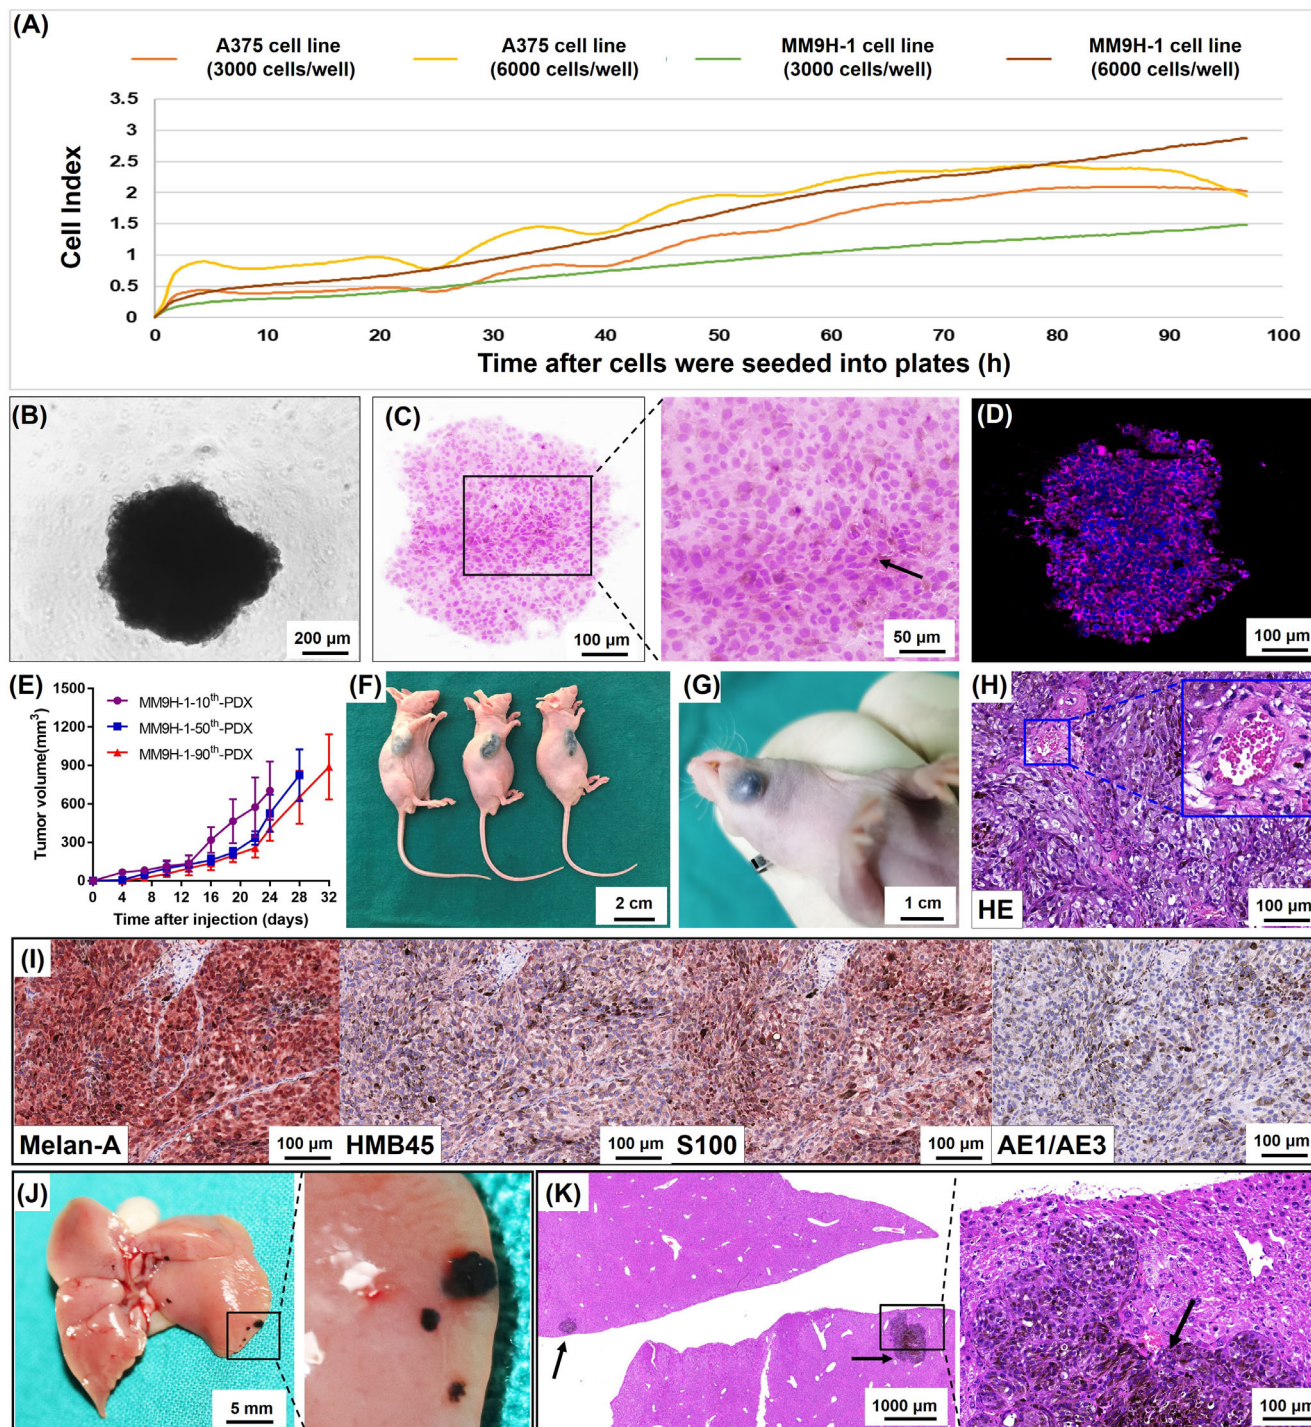 (A)
A375 cell line
(3000 cells/well)
A375 cell line
(6000 cells/well)
MM9H-1 cell line
(3000 cells/well)
MM9H-1 cell line
(6000 cells/well)
3.5
3
2.5
2
1.5
1
0.5
0
Cell Index
0 10 20 30 40 50 60 70 80 90 100
Time after cells were seeded into plates (h)
(B)
200 µm
(C)
100 µm
50 µm
(D)
100 µm
(E)
1500
1200
900
600
300
0
Tumor volume(mm³)
MM9H-1-10th-PDX
MM9H-1-50th-PDX
MM9H-1-90th-PDX
0 4 8 12 16 20 24 28 32
Time after injection (days)
(F)
2 cm
(G)
1 cm
(H)
HE
100 µm
(I)
Melan-A
100 µm
HMB45
100 µm
S100
100 µm
AE1/AE3
100 µm
(J)
5 mm
(K)
1000 µm
100 µm